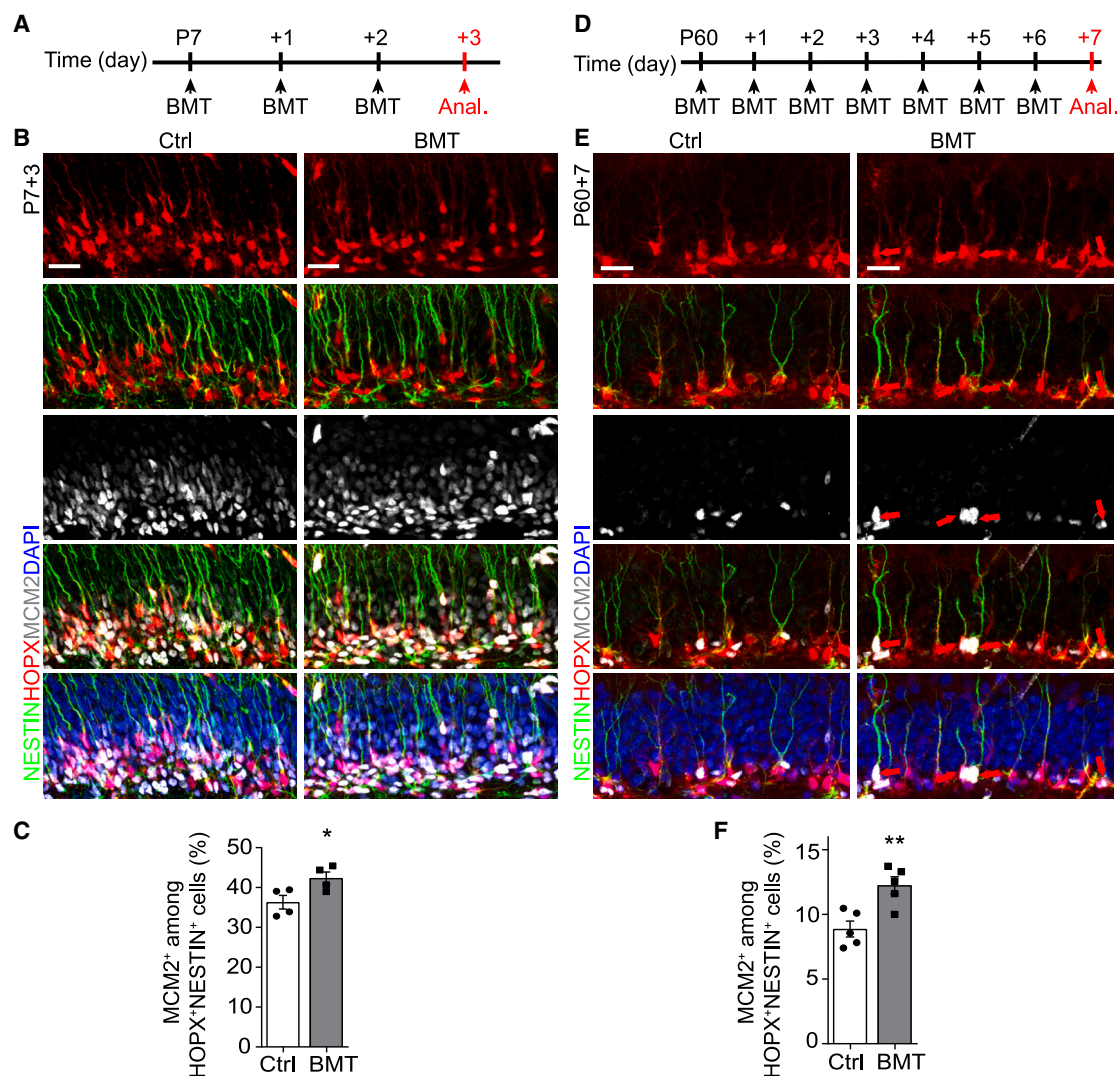 A
P7 +1 +2 +3
Time (day)
BMT BMT BMT Anal.
B
Ctrl BMT
P7+3
NESTINHOPXMCM2DAPI
C
MCM2⁺ among
HOPX⁺NESTIN⁺ cells (%)
50
40
30
20
10
0
*
Ctrl BMT
D
P60 +1 +2 +3 +4 +5 +6 +7
Time (day)
BMT BMT BMT BMT BMT BMT BMT Anal.
E
Ctrl BMT
P60+7
NESTINHOPXMCM2DAPI
F
MCM2⁺ among
HOPX⁺NESTIN⁺ cells (%)
15
10
5
0
**
Ctrl BMT